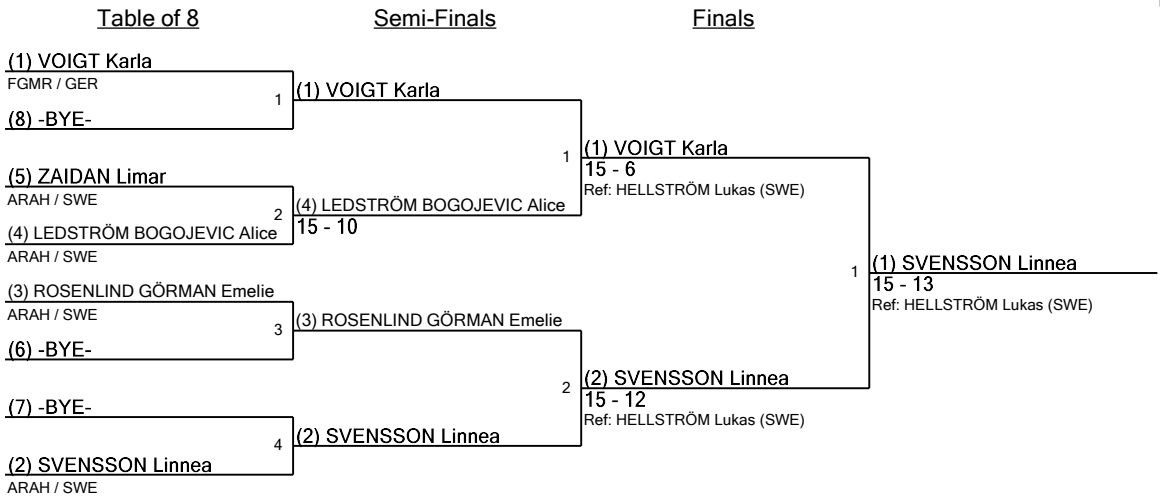 Table of 8
Semi-Finals
Finals
(1) VOIGT Karla
FGMR / GER
1
(8) -BYE-
(5) ZAIDAN Limar
ARAH / SWE
2
(4) LEDSTRÖM BOGOJEVIC Alice
ARAH / SWE
(3) ROSENLIND GÖRMAN Emelie
ARAH / SWE
3
(6) -BYE-
(7) -BYE-
4
(2) SVENSSON Linnea
ARAH / SWE
(1) VOIGT Karla
1
(4) LEDSTRÖM BOGOJEVIC Alice
15 - 10
(3) ROSENLIND GÖRMAN Emelie
2
(2) SVENSSON Linnea
(1) VOIGT Karla
15 - 6
Ref: HELLSTRÖM Lukas (SWE)
1
(2) SVENSSON Linnea
15 - 12
Ref: HELLSTRÖM Lukas (SWE)
(1) SVENSSON Linnea
15 - 13
Ref: HELLSTRÖM Lukas (SWE)